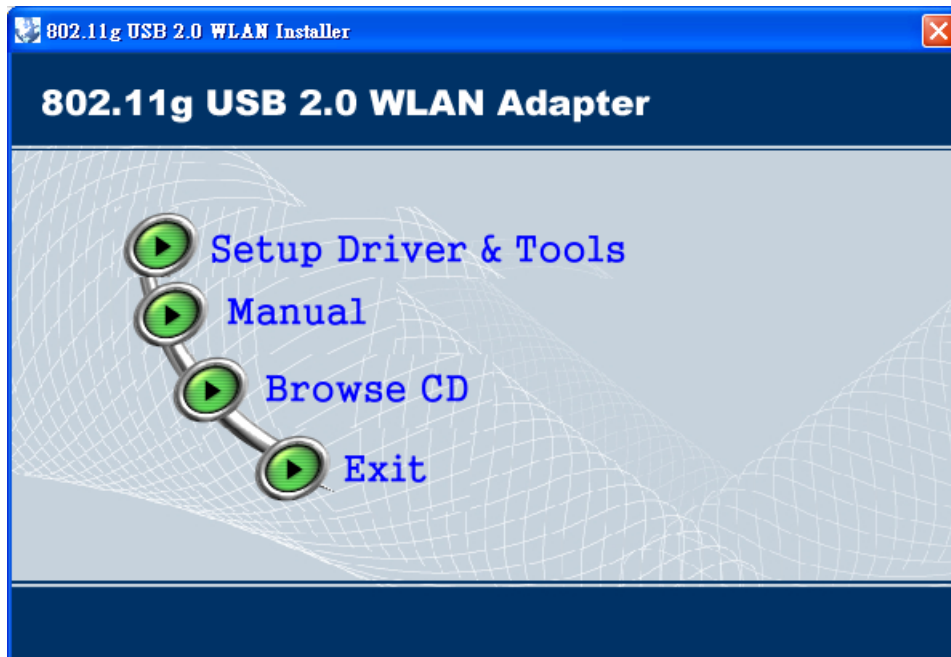 802.11g USB 2.0 WLAN Installer
802.11g USB 2.0 WLAN Adapter
Setup Driver & Tools
Manual
Browse CD
Exit